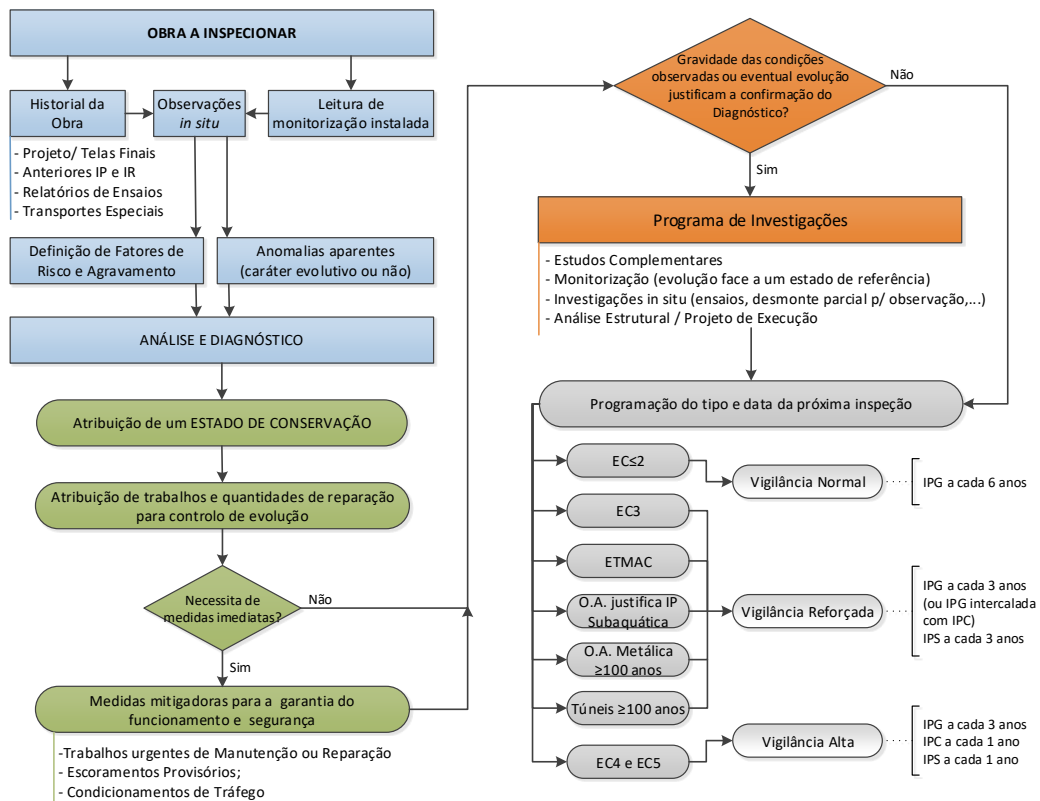 OBRA A INSPECIONAR
Historial da
Obra
Observações
in situ
Leitura de
monitorização instalada
- Projeto/ Telas Finais
- Anteriores IP e IR
- Relatórios de Ensaios
- Transportes Especiais
Definição de Fatores de
Risco e Agravamento
Anomalias aparentes
(caráter evolutivo ou não)
ANÁLISE E DIAGNÓSTICO
Atribuição de um ESTADO DE CONSERVAÇÃO
Atribuição de trabalhos e quantidades de reparação
para controlo de evolução
Necessita de
medidas imediatas?
Não
Sim
Medidas mitigadoras para a garantia do
funcionamento e segurança
-Trabalhos urgentes de Manutenção ou Reparação
- Escoramentos Provisórios;
- Condicionamentos de Tráfego
Gravidade das condições
observadas ou eventual evolução
justificam a confirmação do
Diagnóstico?
Não
Sim
Programa de Investigações
- Estudos Complementares
- Monitorização (evolução face a um estado de referência)
- Investigações in situ (ensaios, desmonte parcial p/ observação,...)
- Análise Estrutural / Projeto de Execução
Programação do tipo e data da próxima inspeção
EC≤2
Vigilância Normal
IPG a cada 6 anos
EC3
ETMAC
O.A. justifica IP
Subaquática
O.A. Metálica
≥100 anos
Túneis ≥100 anos
Vigilância Reforçada
IPG a cada 3 anos
(ou IPG intercalada
com IPC)
IPS a cada 3 anos
EC4 e EC5
Vigilância Alta
IPG a cada 3 anos
IPC a cada 1 ano
IPS a cada 1 ano